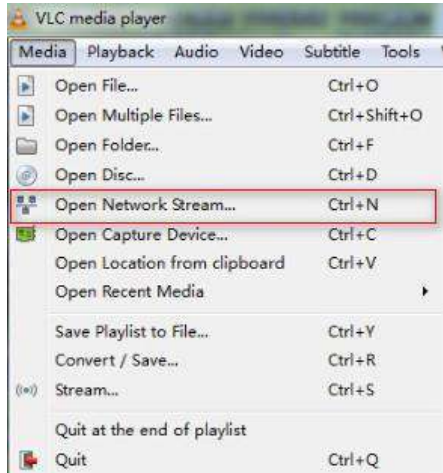 VLC media player
Media Playback Audio Video Subtitle Tools
Open File... Ctrl+O
Open Multiple Files... Ctrl+Shift+O
Open Folder... Ctrl+F
Open Disc... Ctrl+D
Open Network Stream... Ctrl+N
Open Capture Device... Ctrl+C
Open Location from clipboard Ctrl+V
Open Recent Media
Save Playlist to File... Ctrl+Y
Convert / Save... Ctrl+R
Stream... Ctrl+S
Quit at the end of playlist
Quit Ctrl+Q